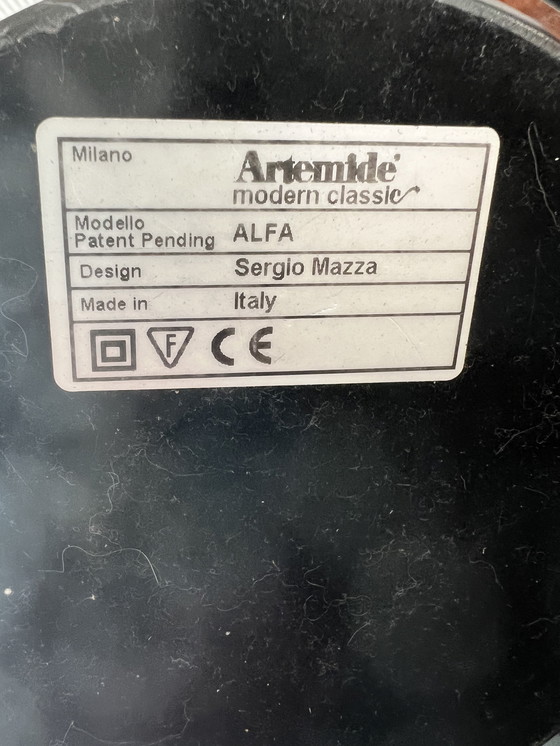 Milano
Artemide
modern classic
Modello
Patent Pending ALFA
Design Sergio Mazza
Made in Italy
F CE